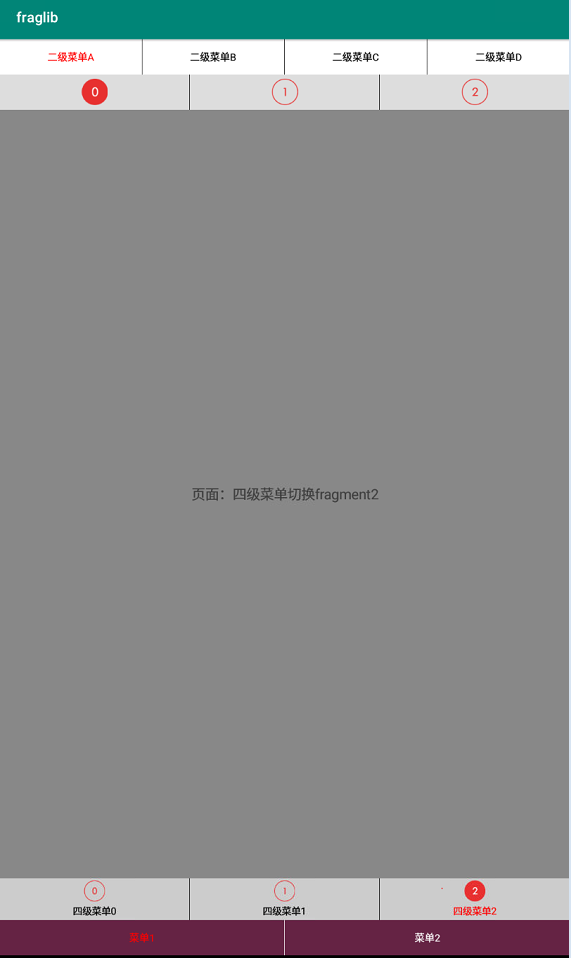 fraglib
二级菜单A 二级菜单B 二级菜单C 二级菜单D
0 1 2
页面：四级菜单切换fragment2
0 1 2
四级菜单0 四级菜单1 四级菜单2
菜单1 菜单2